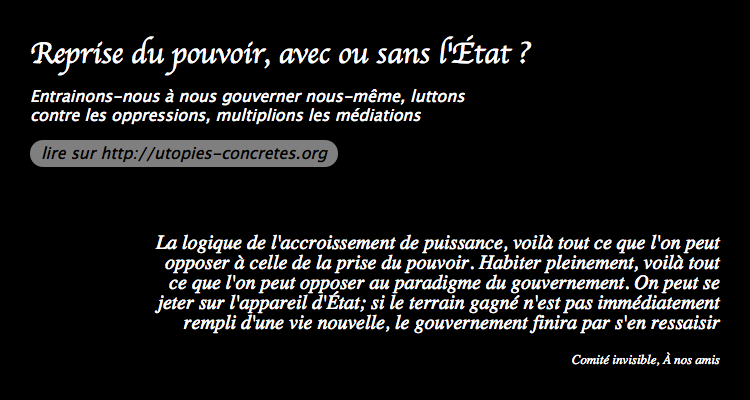 Reprise du pouvoir, avec ou sans l'État ?
Entrainons-nous à nous gouverner nous-même, luttons
contre les oppressions, multiplions les médiations
lire sur http://utopies-concretes.org
La logique de l'accroissement de puissance, voilà tout ce que l'on peut
opposer à celle de la prise du pouvoir. Habiter pleinement, voilà tout
ce que l'on peut opposer au paradigme du gouvernement. On peut se
jeter sur l'appareil d'État; si le terrain gagné n'est pas immédiatement
rempli d'une vie nouvelle, le gouvernement finira par s'en ressaisir
Comité invisible, À nos amis